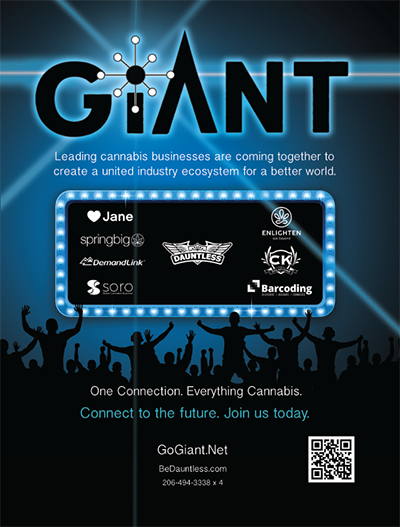 GiANT
Leading cannabis businesses are coming together to
create a united industry ecosystem for a better world.
Jane
springbig
DemandLink
soro
DAUNTLESS
ENLIGHTEN
CK
Barcoding
One Connection. Everything Cannabis.
Connect to the future. Join us today.
GoGiant.Net
BeDauntless.com
206-494-3338 x 4